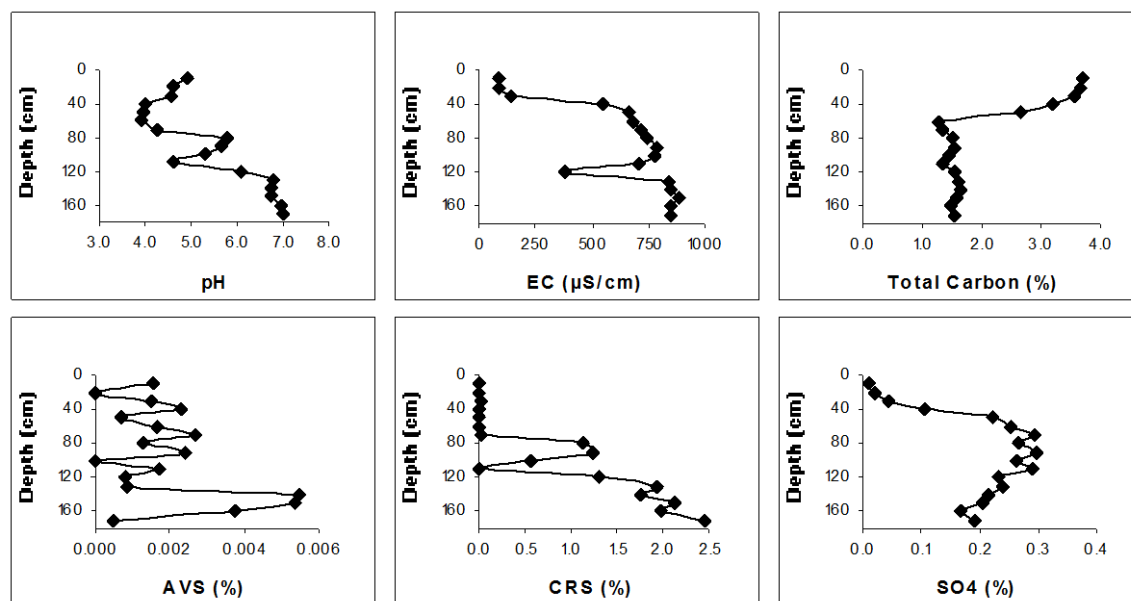 0
40
80
120
160
Depth (cm)
3.0 4.0 5.0 6.0 7.0 8.0
pH
0
40
80
120
160
Depth (cm)
0 250 500 750 1000
EC (µS/cm)
0
40
80
120
160
Depth (cm)
0.0 1.0 2.0 3.0 4.0
Total Carbon (%)
0
40
80
120
160
Depth (cm)
0.000 0.002 0.004 0.006
AVS (%)
0
40
80
120
160
Depth (cm)
0.0 0.5 1.0 1.5 2.0 2.5
CRS (%)
0
40
80
120
160
Depth (cm)
0.0 0.1 0.2 0.3 0.4
SO4 (%)